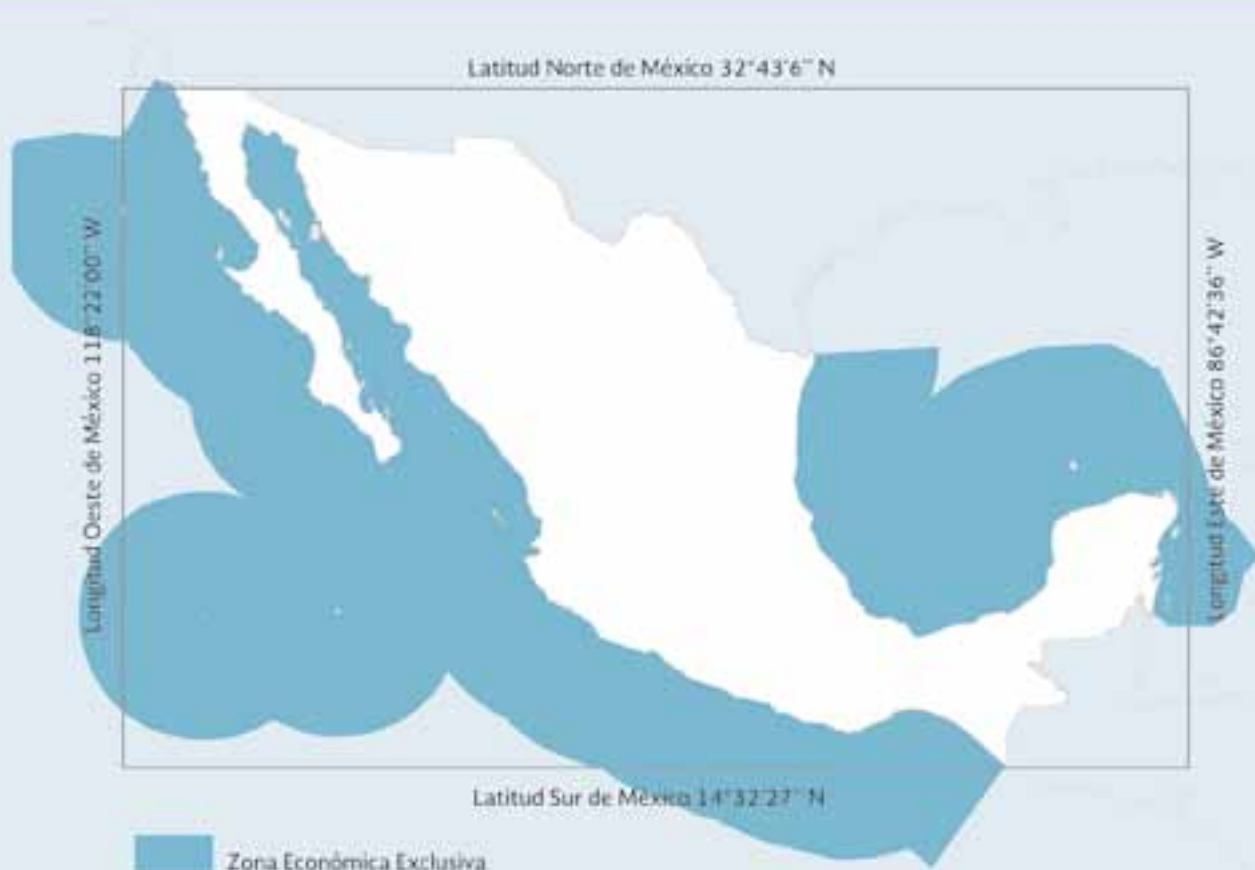 Latitud Norte de México 32°43'6'' N
Longitud Oeste de México 118°22'00'' W
Longitud Este de México 86°42'36'' W
Latitud Sur de México 14°32'27'' N
Zona Económica Exclusiva